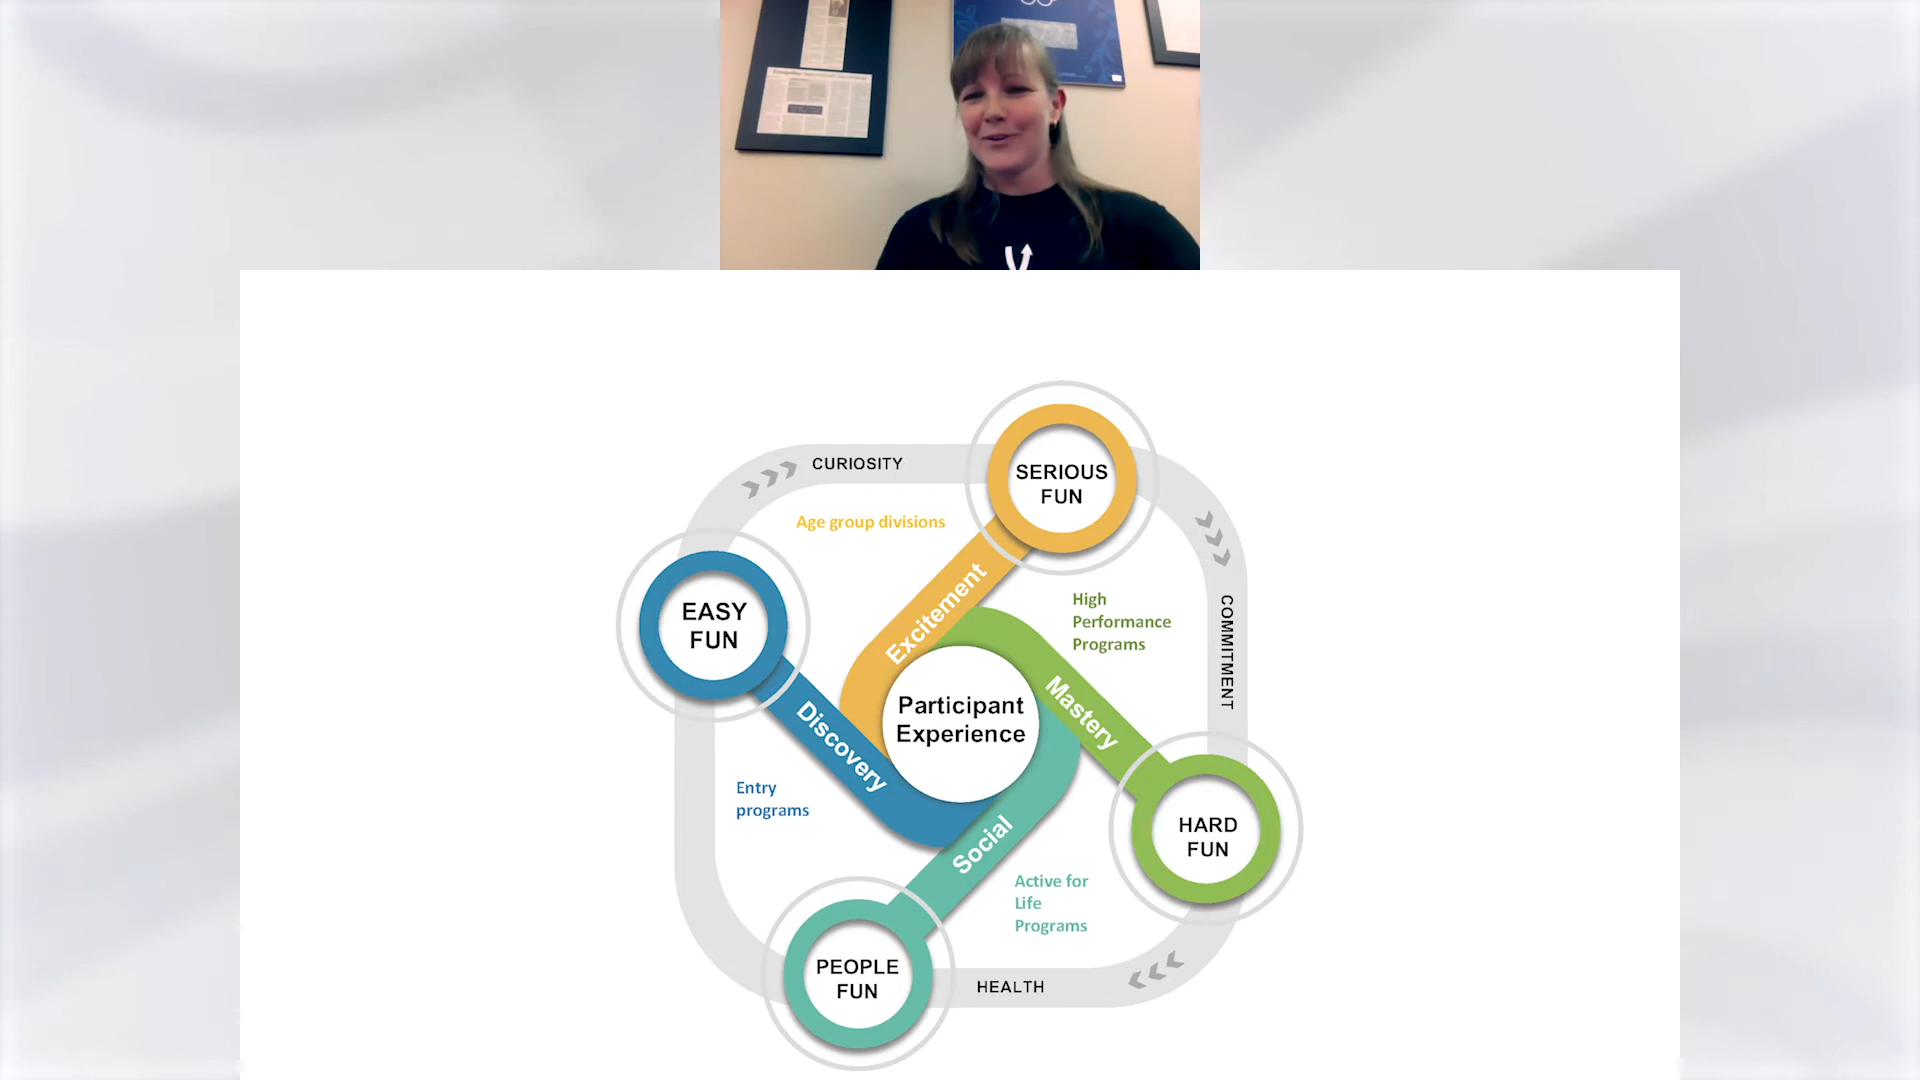 CURIOSITY
SERIOUS
FUN
Age group divisions
EASY
FUN
Excitement
High
Performance
Programs
COMMITMENT
Participant
Experience
Mastery
Discovery
Entry
programs
HARD
FUN
Social
Active for
Life
Programs
PEOPLE
FUN
HEALTH